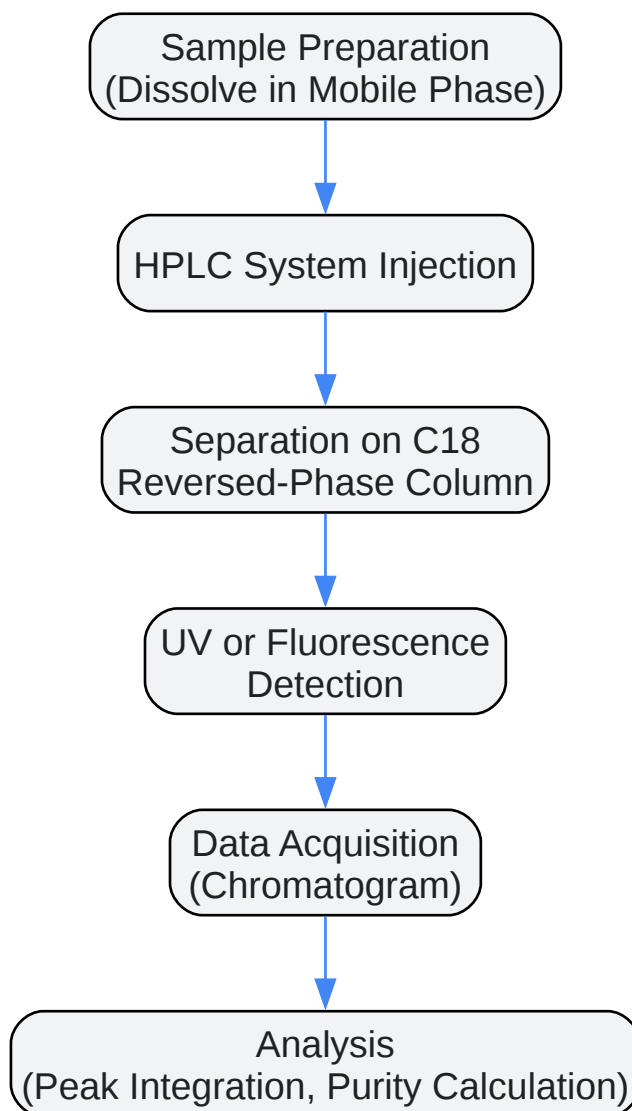 Sample Preparation
(Dissolve in Mobile Phase)
HPLC System Injection
Separation on C18
Reversed-Phase Column
UV or Fluorescence
Detection
Data Acquisition
(Chromatogram)
Analysis
(Peak Integration, Purity Calculation)